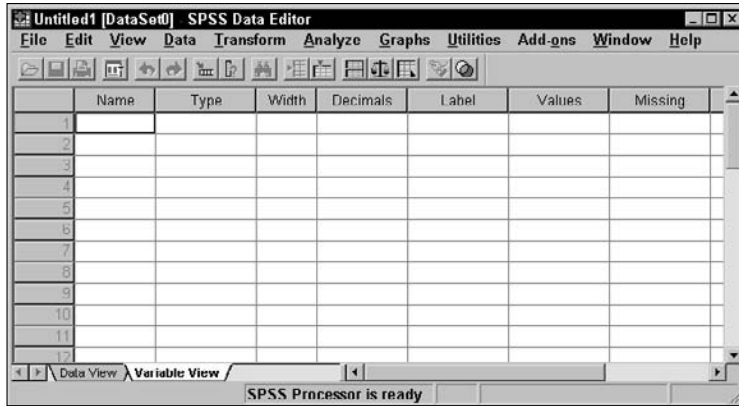 Untitled1 [DataSet0] - SPSS Data Editor
File Edit View Data Transform Analyze Graphs Utilities Add-ons Window Help
Name Type Width Decimals Label Values Missing
1
2
3
4
5
6
7
8
9
10
11
12
Data View Variable View
SPSS Processor is ready